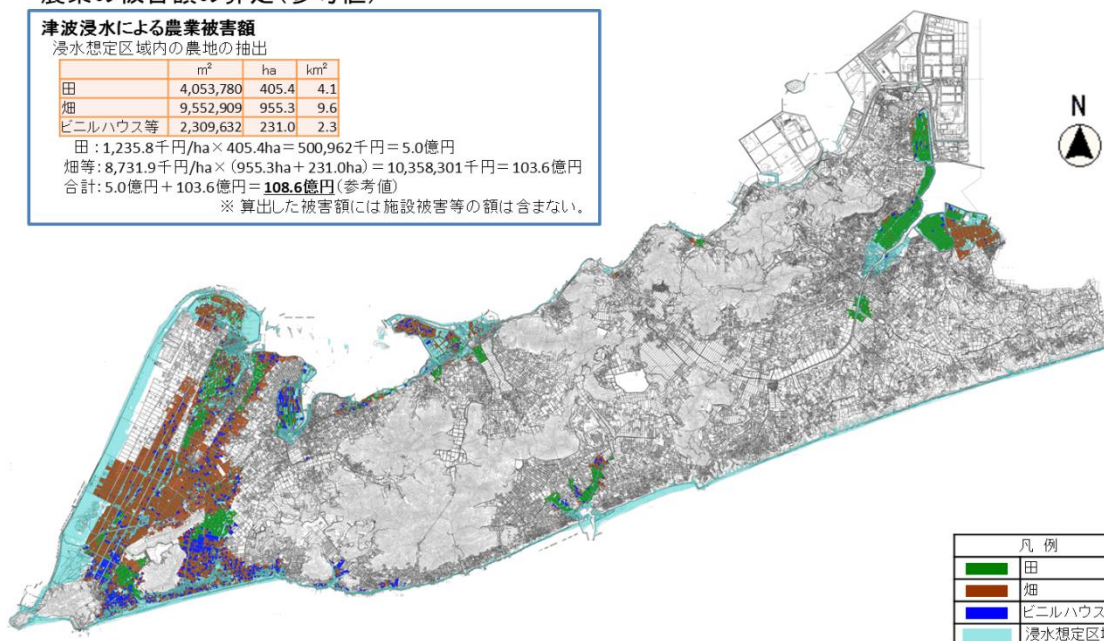 津波浸水による農業被害額
浸水想定区域内の農地の抽出
m² ha km²
田 4,053,780 405.4 4.1
畑 9,552,909 955.3 9.6
ビニルハウス等 2,309,632 231.0 2.3
田：1,235.8千円/ha×405.4ha＝500,962千円＝5.0億円
畑等：8,731.9千円/ha×(955.3ha＋231.0ha)＝10,358,301千円＝103.6億円
合計：5.0億円＋103.6億円＝108.6億円(参考値)
※ 算出した被害額には施設被害等の額は含まない。
N
凡 例
田
畑
ビニルハウス
浸水想定区